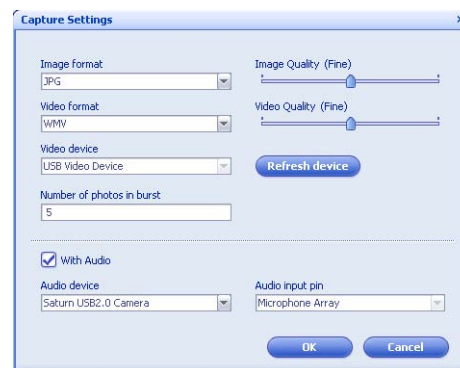 Capture Settings
Image format
JPG
Image Quality (Fine)
Video format
WMV
Video Quality (Fine)
Video device
USB Video Device
Refresh device
Number of photos in burst
5
With Audio
Audio device
Saturn USB2.0 Camera
Audio input pin
Microphone Array
OK
Cancel